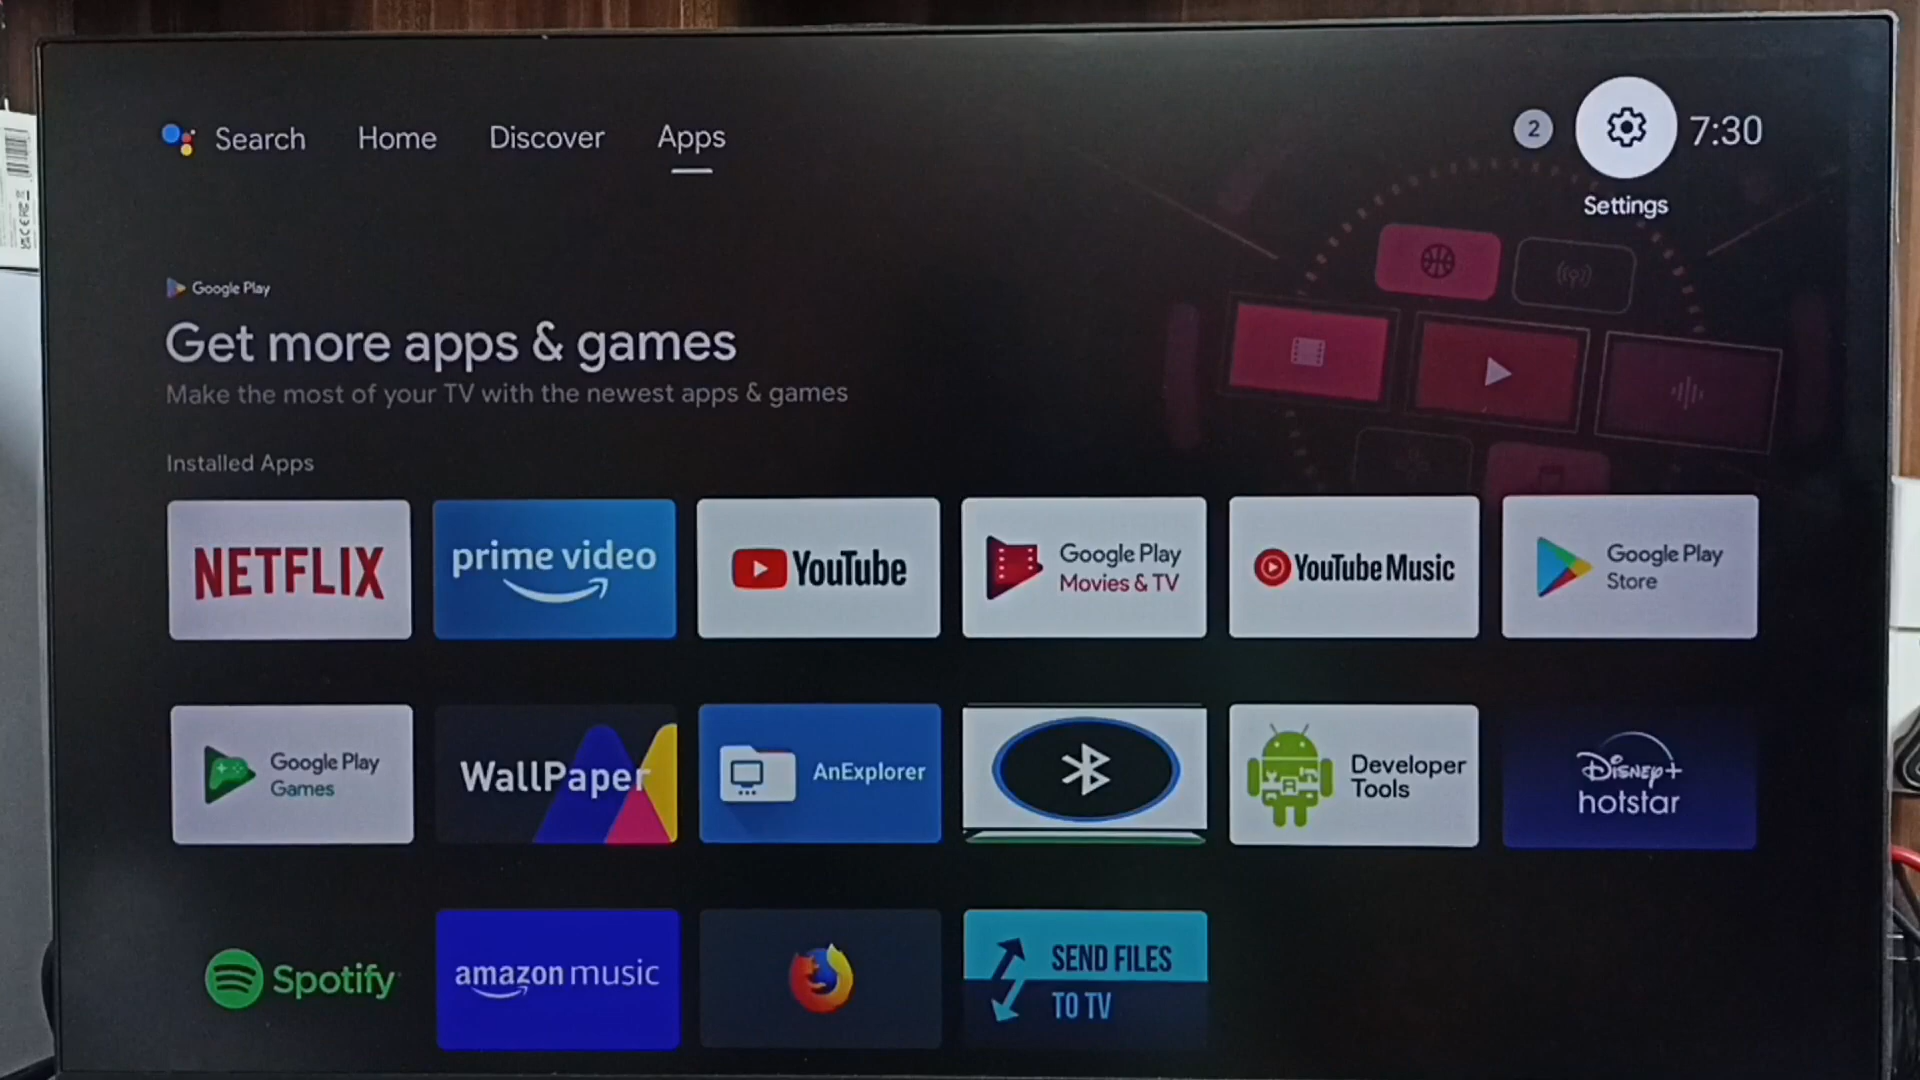 Search Home Discover Apps
2 7:30
Settings
Google Play
Get more apps & games
Make the most of your TV with the newest apps & games
Installed Apps
NETFLIX
prime video
YouTube
Google Play
Movies & TV
YouTube Music
Google Play
Store
Google Play
Games
WallPaper
AnExplorer
Developer
Tools
Disney+
hotstar
Spotify
amazon music
SEND FILES
TO TV